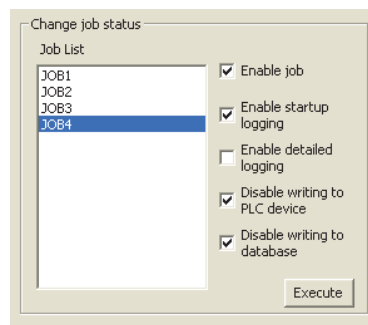 Change job status
Job List
JOB1
JOB2
JOB3
JOB4
Enable job
Enable startup
logging
Enable detailed
logging
Disable writing to
PLC device
Disable writing to
database
Execute